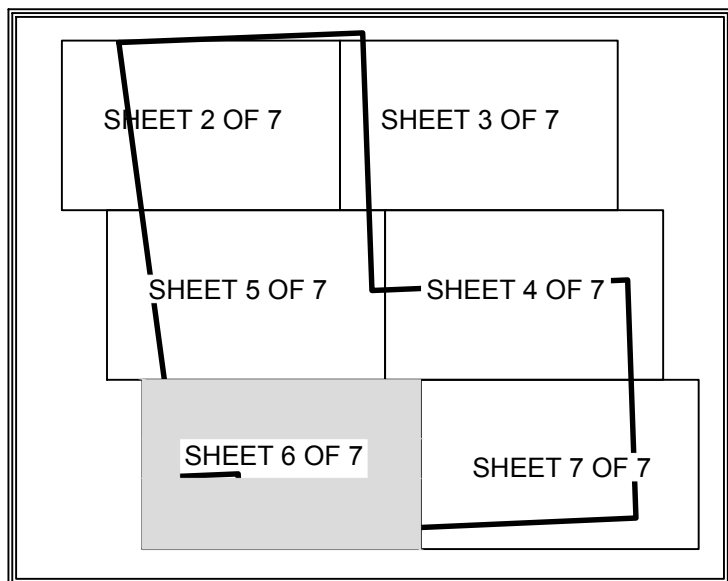 SHEET 2 OF 7
SHEET 3 OF 7
SHEET 5 OF 7
SHEET 4 OF 7
SHEET 6 OF 7
SHEET 7 OF 7